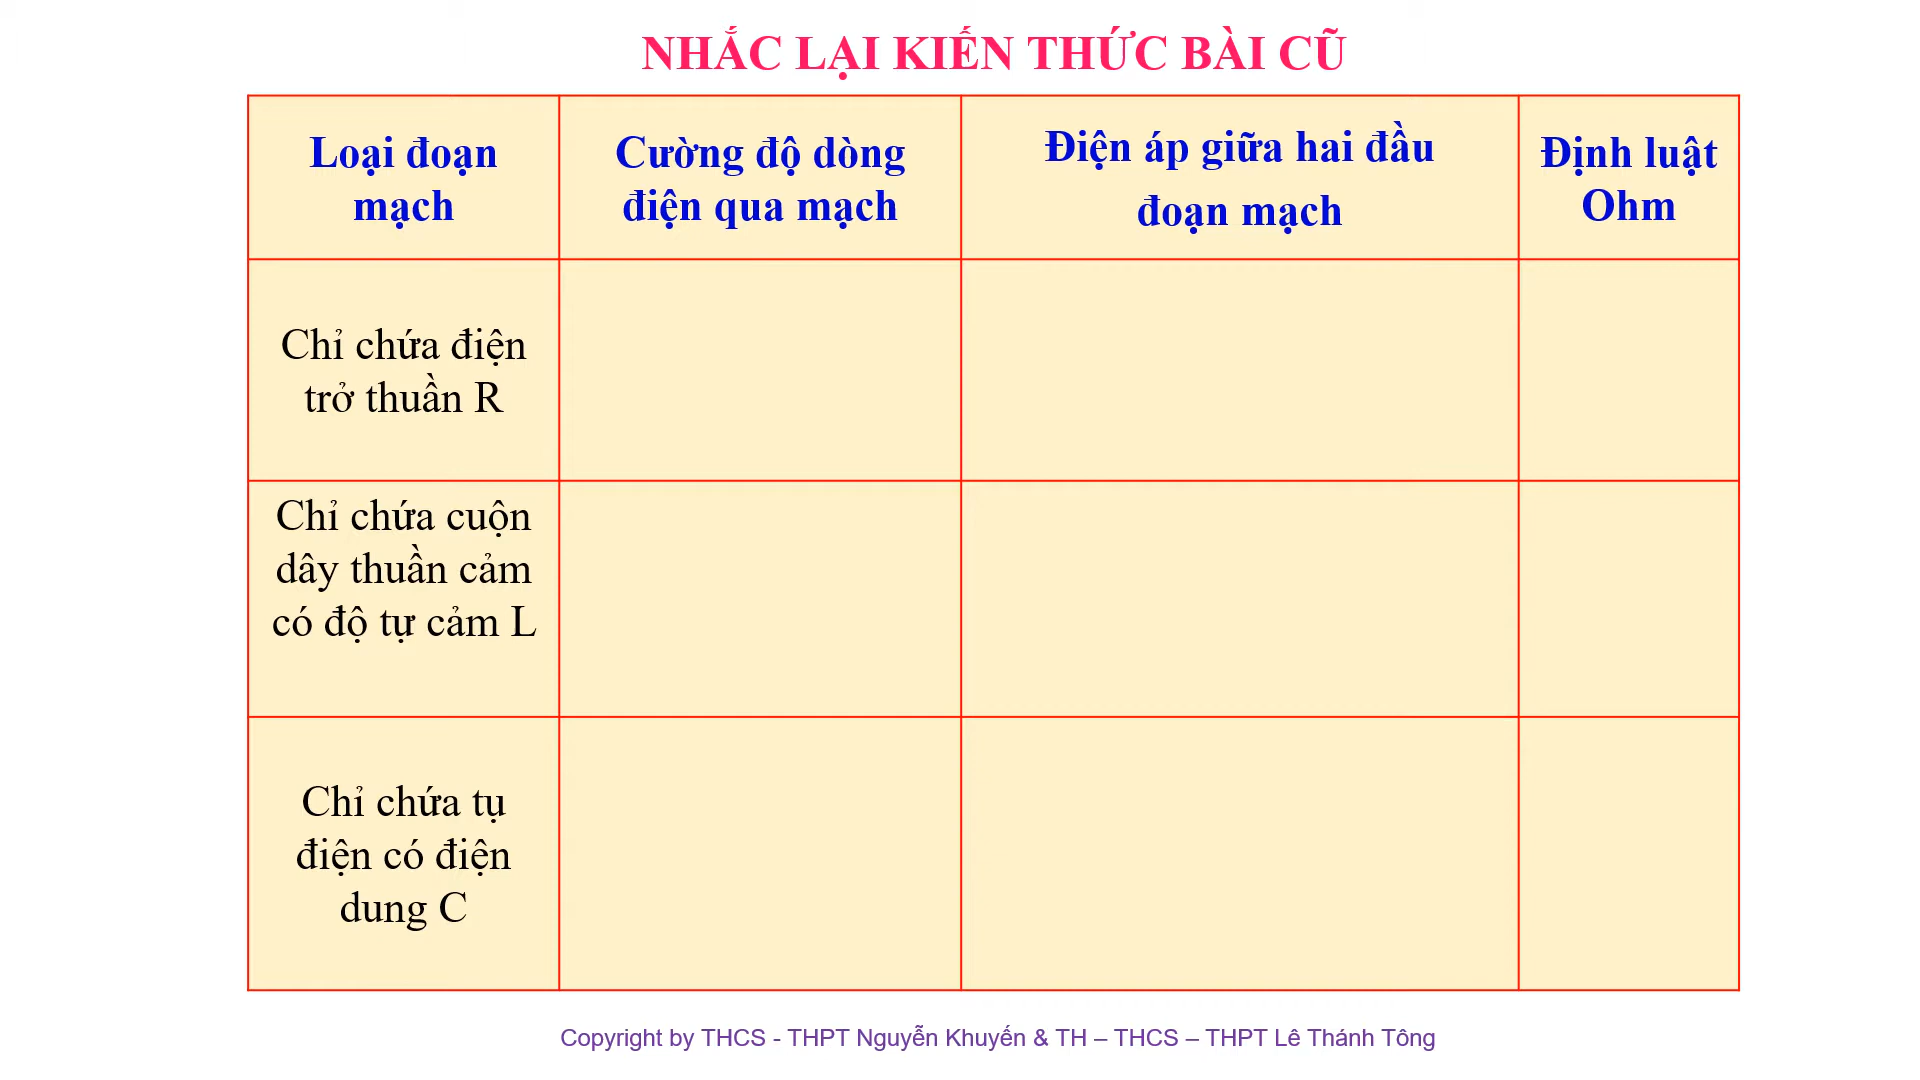 NHẮC LẠI KIẾN THỨC BÀI CŨ
Loại đoạn
mạch
Cường độ dòng
điện qua mạch
Điện áp giữa hai đầu
đoạn mạch
Định luật
Ohm
Chỉ chứa điện
trở thuần R
Chỉ chứa cuộn
dây thuần cảm
có độ tự cảm L
Chỉ chứa tụ
điện có điện
dung C
Copyright by THCS - THPT Nguyễn Khuyến & TH – THCS – THPT Lê Thánh Tông